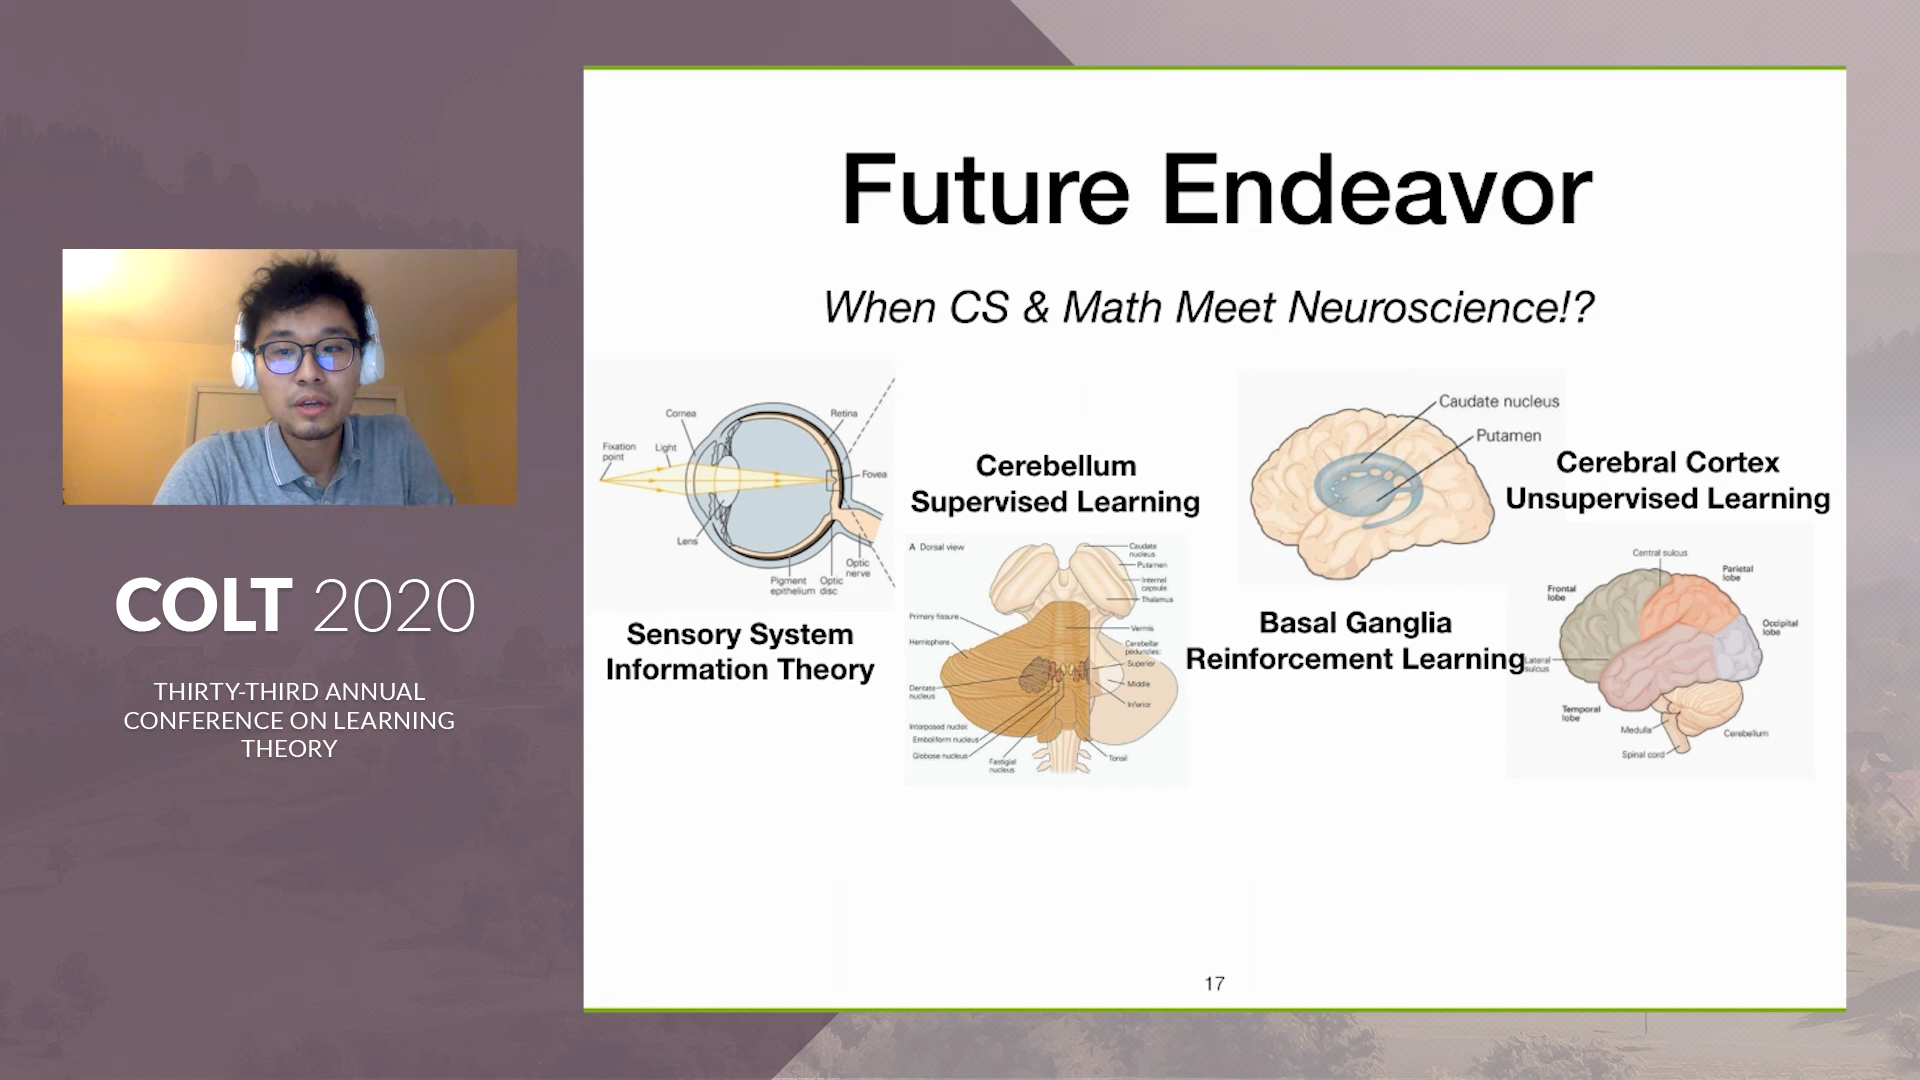 COLT 2020
THIRTY-THIRD ANNUAL
CONFERENCE ON LEARNING
THEORY
Future Endeavor
When CS & Math Meet Neuroscience!?
Cornea
Retina
Fixation
point
Light
Fovea
Lens
Optic
nerve
Pigment
epithelium
Optic
disc
Sensory System
Information Theory
Cerebellum
Supervised Learning
A Dorsal view
Caudate
nucleus
Putamen
Internal
capsule
Thalamus
Primary fissure
Vermis
Hemisphere
Cerebellar
peduncles:
Superior
Middle
Inferior
Dentate
nucleus
Interposed nuclei:
Emboliform nucleus
Globose nucleus
Fastigial
nucleus
Tonsil
Caudate nucleus
Putamen
Basal Ganglia
Reinforcement Learning
Cerebral Cortex
Unsupervised Learning
Central sulcus
Parietal
lobe
Frontal
lobe
Occipital
lobe
Lateral
sulcus
Temporal
lobe
Medulla
Cerebellum
Spinal cord
17